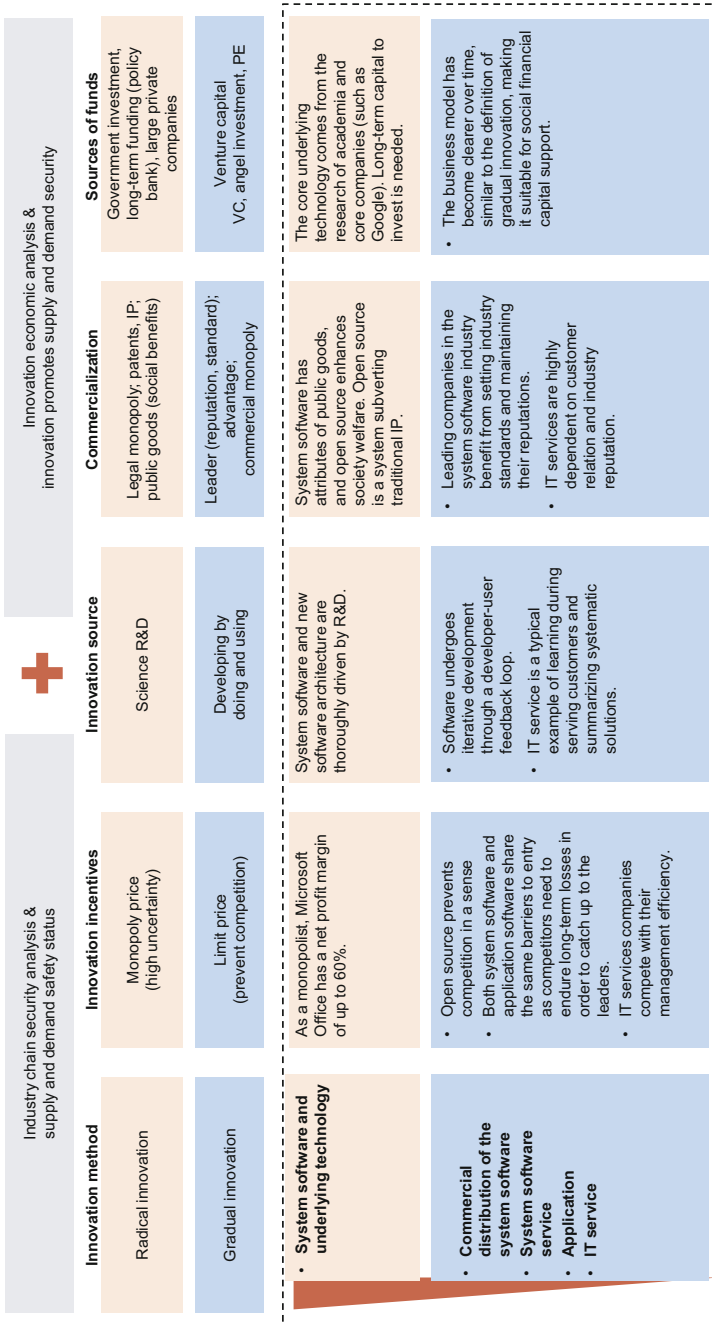 Industry chain security analysis &
supply and demand safety status
Innovation economic analysis &
innovation promotes supply and demand security
Innovation method
Innovation incentives
Innovation source
Commercialization
Sources of funds
Radical innovation
Monopoly price
(high uncertainty)
Science R&D
Legal monopoly; patents, IP;
public goods (social benefits)
Government investment,
long-term funding (policy
bank), large private
companies
Gradual innovation
Limit price
(prevent competition)
Developing by
doing and using
Leader (reputation, standard);
advantage;
commercial monopoly
Venture capital
VC, angel investment, PE
• System software and
underlying technology
As a monopolist, Microsoft
Office has a net profit margin
of up to 60%.
System software and new
software architecture are
thoroughly driven by R&D.
System software has
attributes of public goods,
and open source enhances
society welfare. Open source
is a system subverting
traditional IP.
The core underlying
technology comes from the
research of academia and
core companies (such as
Google). Long-term capital to
invest is needed.
• Commercial
distribution of the
system software
• System software
service
• Application
• IT service
• Open source prevents
competition in a sense
• Both system software and
application software share
the same barriers to entry
as competitors need to
endure long-term losses in
order to catch up to the
leaders.
• IT services companies
compete with their
management efficiency.
• Software undergoes
iterative development
through a developer-user
feedback loop.
• IT service is a typical
example of learning during
serving customers and
summarizing systematic
solutions.
• Leading companies in the
system software industry
benefit from setting industry
standards and maintaining
their reputations.
• IT services are highly
dependent on customer
relation and industry
reputation.
• The business model has
become dearer over time,
similar to the definition of
gradual innovation, making
it suitable for social financial
capital support.